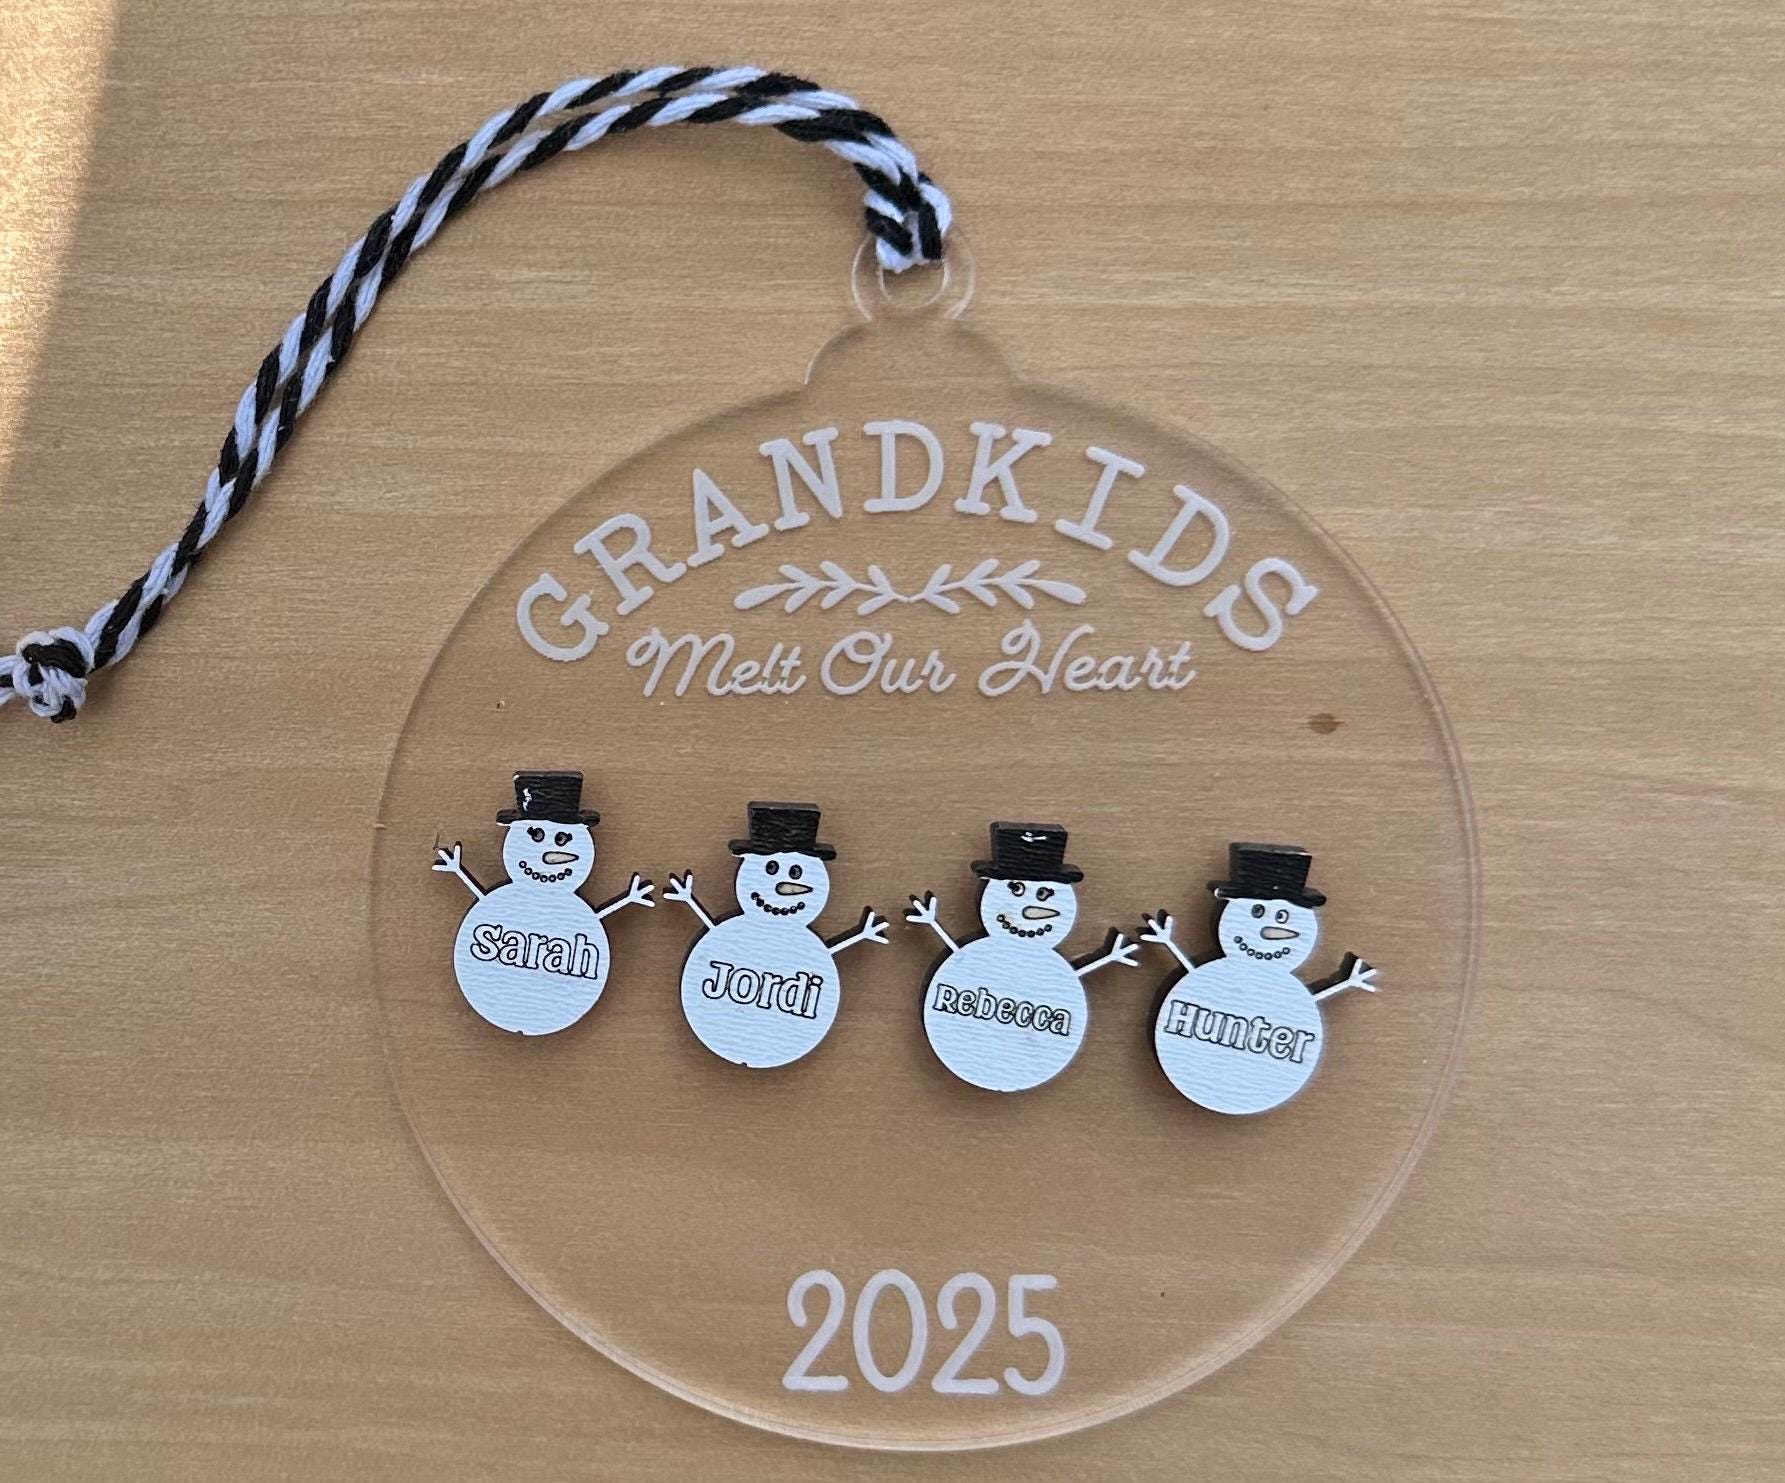 GRANDKIDS
Melt Our Heart
Sarah
Jordi
Rebecca
Hunter
2025